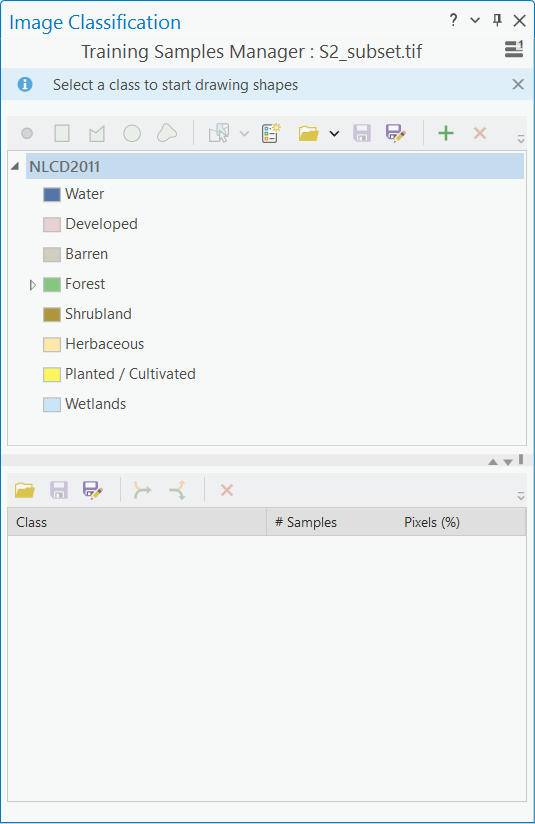 Image Classification
Training Samples Manager : S2_subset.tif
1
Select a class to start drawing shapes
NLCD2011
Water
Developed
Barren
Forest
Shrubland
Herbaceous
Planted / Cultivated
Wetlands
Class # Samples Pixels (%)